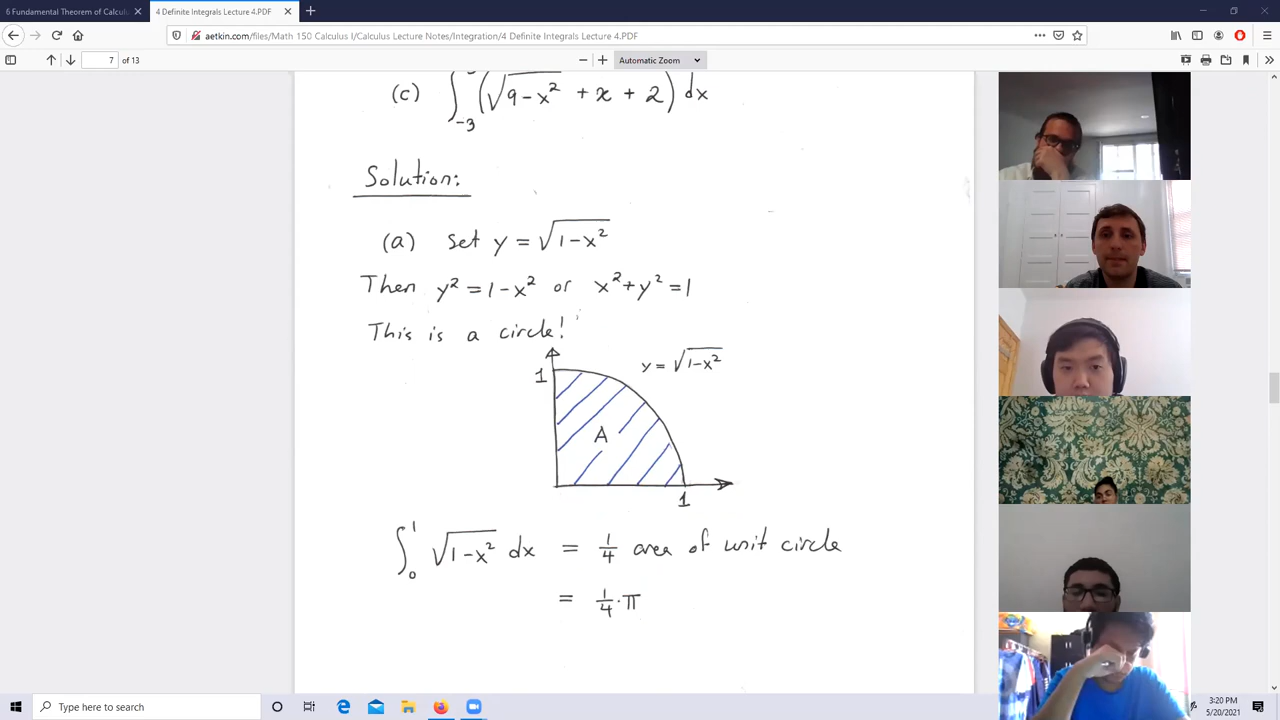 6 Fundamental Theorem of Calcul
4 Definite Integrals Lecture 4.PDF
aetkin.com/files/Math 150 Calculus I/Calculus Lecture Notes/Integration/4 Definite Integrals Lecture 4.PDF
7 of 13
Automatic Zoom
(c) ∫₋₃ (√(9-x²) + x + 2) dx
Solution:
(a) Set y = √(1-x²)
Then y² = 1-x² or x²+y² = 1
This is a circle!
y = √(1-x²)
1
A
1
∫₀¹ √(1-x²) dx = 1/4 area of unit circle
= 1/4 · π
Type here to search
3:20 PM
5/20/2021